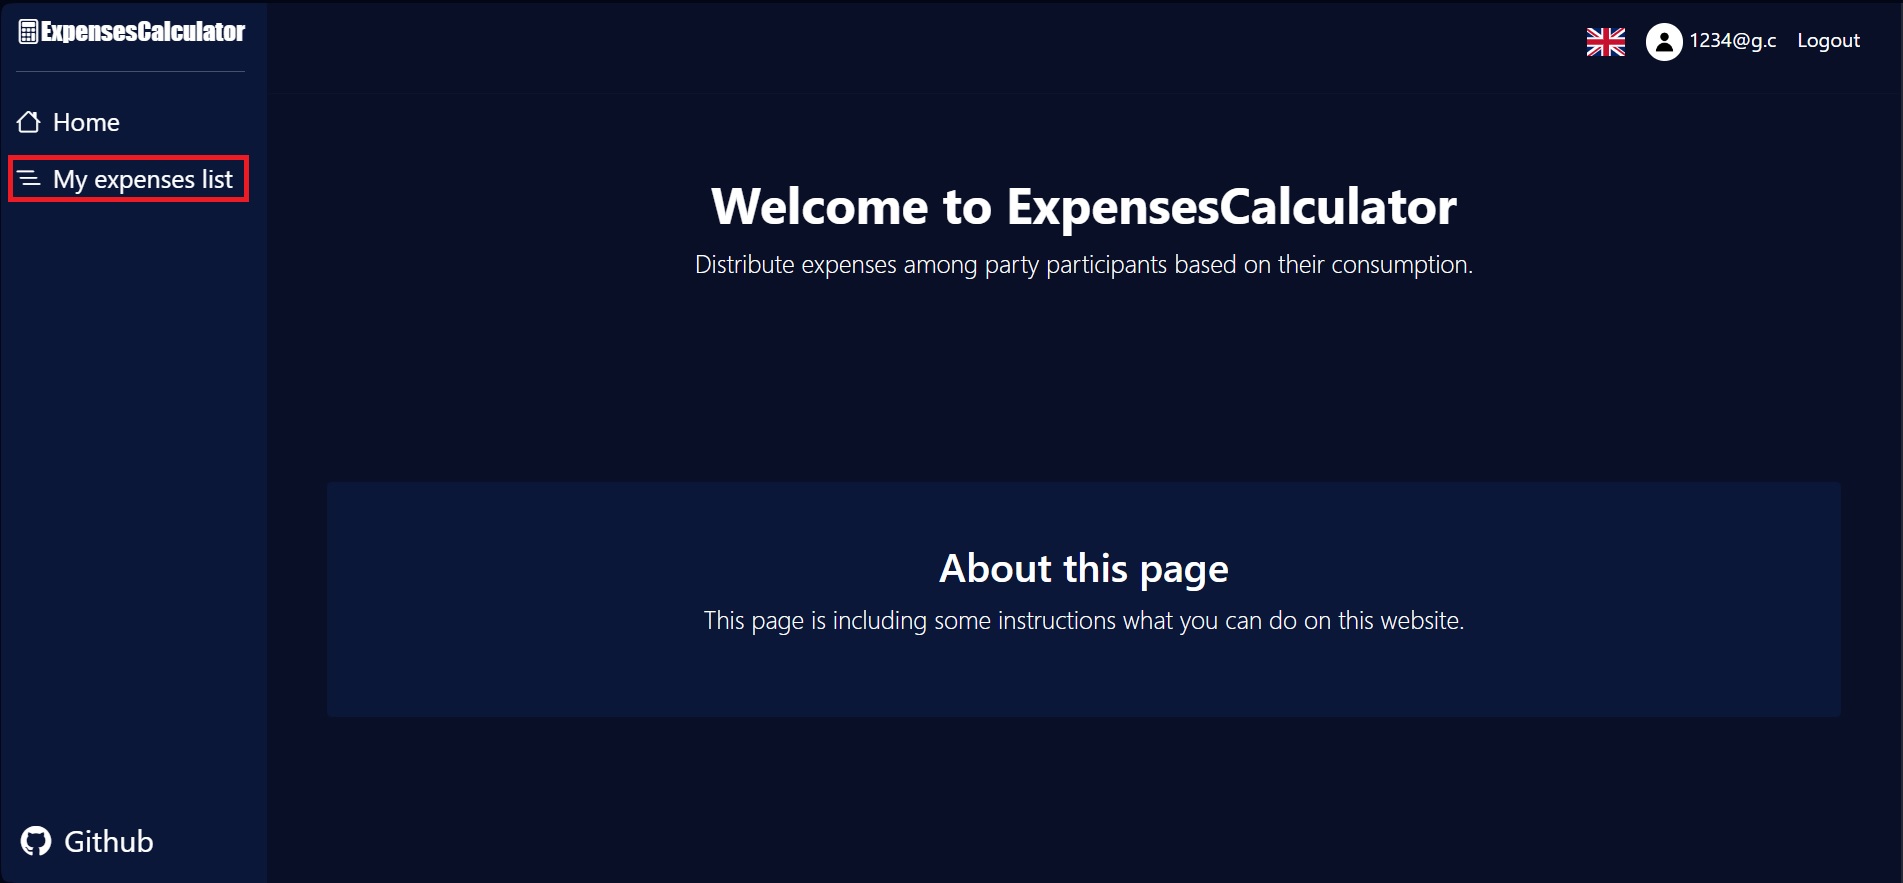 ExpensesCalculator
Home
My expenses list
Github
1234@g.c
Logout
Welcome to ExpensesCalculator
Distribute expenses among party participants based on their consumption.
About this page
This page is including some instructions what you can do on this website.